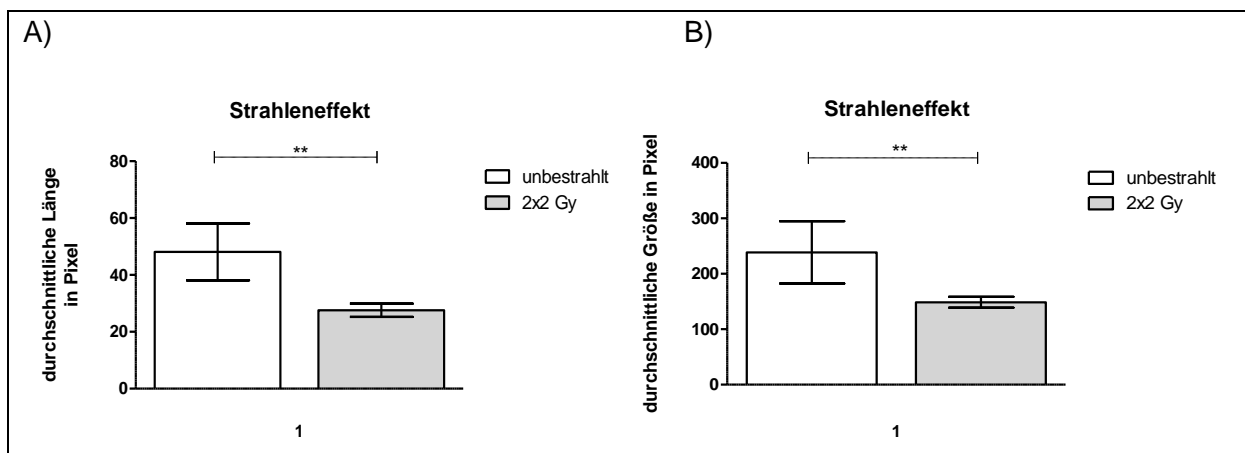 A)
Strahleneffekt
**
80
60
40
20
0
durchschnittliche Länge
in Pixel
1
unbestrahlt
2x2 Gy
B)
Strahleneffekt
**
400
300
200
100
0
durchschnittliche Größe in Pixel
1
unbestrahlt
2x2 Gy